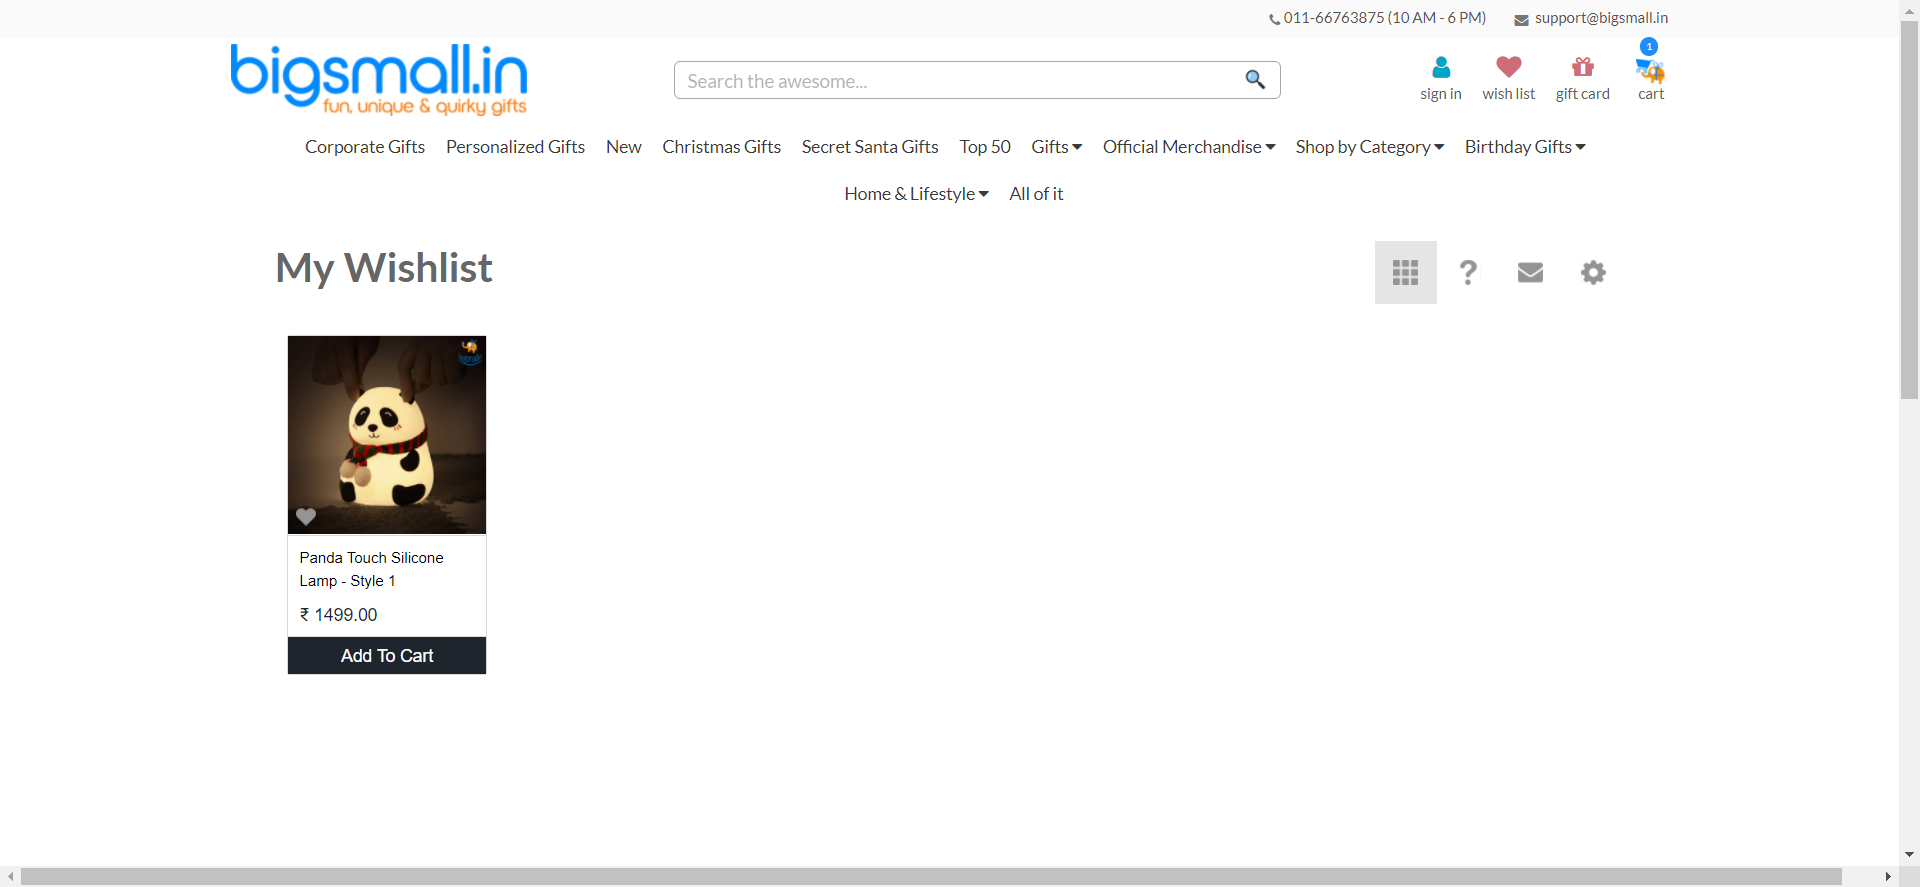 011-66763875 (10 AM - 6 PM) support@bigsmall.in
bigsmall.in
fun, unique & quirky gifts
Search the awesome...
sign in
wish list
gift card
1
cart
Corporate Gifts Personalized Gifts New Christmas Gifts Secret Santa Gifts Top 50 Gifts Official Merchandise Shop by Category Birthday Gifts
Home & Lifestyle All of it
My Wishlist
?
Panda Touch Silicone
Lamp - Style 1
₹ 1499.00
Add To Cart